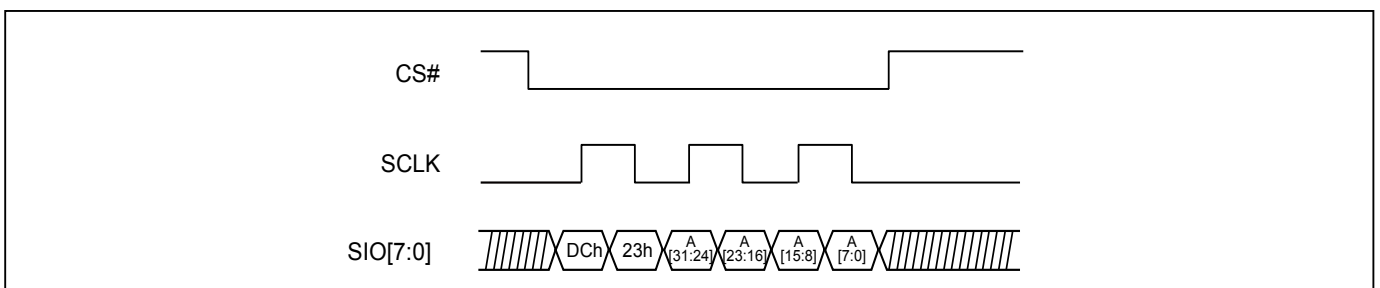 CS#
SCLK
SIO[7:0]
DCh
23h
A
[31:24]
A
[23:16]
A
[15:8]
A
[7:0]